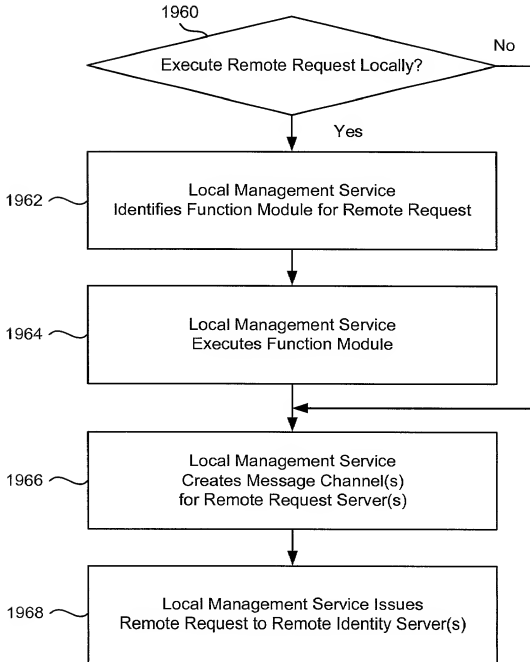 1960
No
Execute Remote Request Locally?
Yes
1962
Local Management Service
Identifies Function Module for Remote Request
1964
Local Management Service
Executes Function Module
1966
Local Management Service
Creates Message Channel(s)
for Remote Request Server(s)
1968
Local Management Service Issues
Remote Request to Remote Identity Server(s)